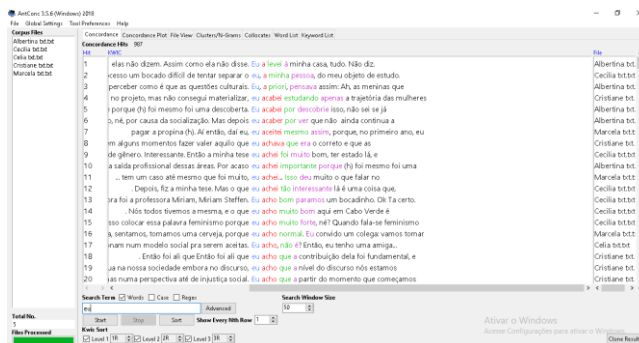 AntConc 3.5.6 (Windows) 2018
File Global Settings Tool Preferences Help
Corpus Files
Albertina txt.txt
Cecilia txt.txt
Celia txt.txt
Cristiane txt.txt
Marcela txt.txt
Concordance Concordance Plot File View Clusters/N-Grams Collocates Word List Keyword List
Concordance Hits 987
Hit KWIC File
1 elas não dizem. Assim como ela não disse. Eu a levei à minha casa, tudo. Não diz. Albertina txt.
2 cesso um bocado difícil de tentar separar o eu, a minha pessoa, do meu objeto de estudo. Cecília txt.txt
3 perceber como é que as questões culturais. Eu, a priori, pensava assim: Ah, as meninas que Albertina txt.
4 no projeto, mas não consegui materializar, eu acabei estudando apenas a trajetória das mulheres Cristiane txt.
5 porque (h) foi mesmo foi uma descoberta. Eu acabei por descobrir isso, não sei se já Albertina txt.
6 o, né, por causa da socialização. Mas depois eu acaber por ver que não ainda continua a Albertina txt.
7 pagar a propina (h). Aí então, daí eu, eu aceitei mesmo assim, porque, no primeiro ano, eu Marcela txt.txt
8 m alguns momentos fazer valer aquilo que eu achava que era o correto e que as Cristiane txt.
9 de gênero. Interessante. Então a minha tese eu achei foi muito bom, ter estado lá, e Cecília txt.txt
10 a saída profissional dessas áreas. Por acaso eu achei importante porque (h) foi mesmo foi uma Albertina txt.
11 ... tem um caso até mesmo que foi muito, eu achei... Isso deu muito o que falar no Marcela txt.txt
12 . Depois, fiz a minha tese. Mas o que eu achei tão interessante lá é uma coisa que, Cecília txt.txt
13 ora foi a professora Miriam, Miriam Steffen. Eu acho bom paramos um bocadinho. Ok Ta certo. Cecília txt.txt
14 . Nós todos tivemos a mesma, e o que eu acho muito bom aqui em Cabo Verde é Cecília txt.txt
15 sso colocar essa palavra feminismo porque eu acho muito forte, né? Quando fala-se feminismo Cecília txt.txt
16 a, sentamos, tomamos uma cerveja, porque eu acho normal. Eu convido um colega: vamos tomar Marcela txt.txt
17 nam num modelo social pra serem aceitas. Eu acho, não é? Então, eu tenho uma amiga... Celia txt.txt
18 . Então foi ali que Então foi ali que eu acho que a contribuição dela foi fundamental, e Cristiane txt.
19 ua na nossa sociedade embora no discurso, eu acho que a nível do discurso nós estamos Cristiane txt.
20 as numa perspectiva até de injustiça social. Eu acho que a partir do momento que começamos Cristiane txt.
Search Term Words Case Regex Search Window Size
eu Advanced 50
Total No.
5
Files Processed
Start Stop Sort Show Every Nth Row 1
Kwic Sort
Level 1 1R Level 2 2R Level 3 3R
Ativar o Windows
Acesse Configurações para ativar o Windows.
Clone Results